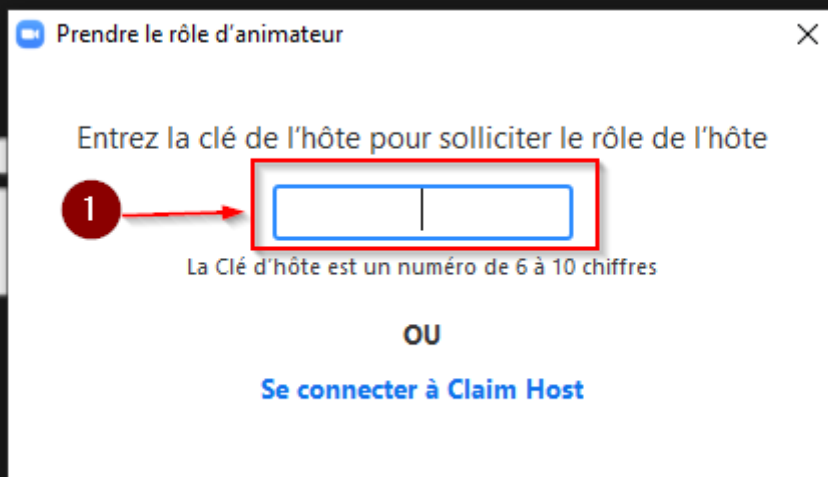 Prendre le rôle d'animateur
Entrez la clé de l'hôte pour solliciter le rôle de l'hôte
1
La Clé d'hôte est un numéro de 6 à 10 chiffres
OU
Se connecter à Claim Host